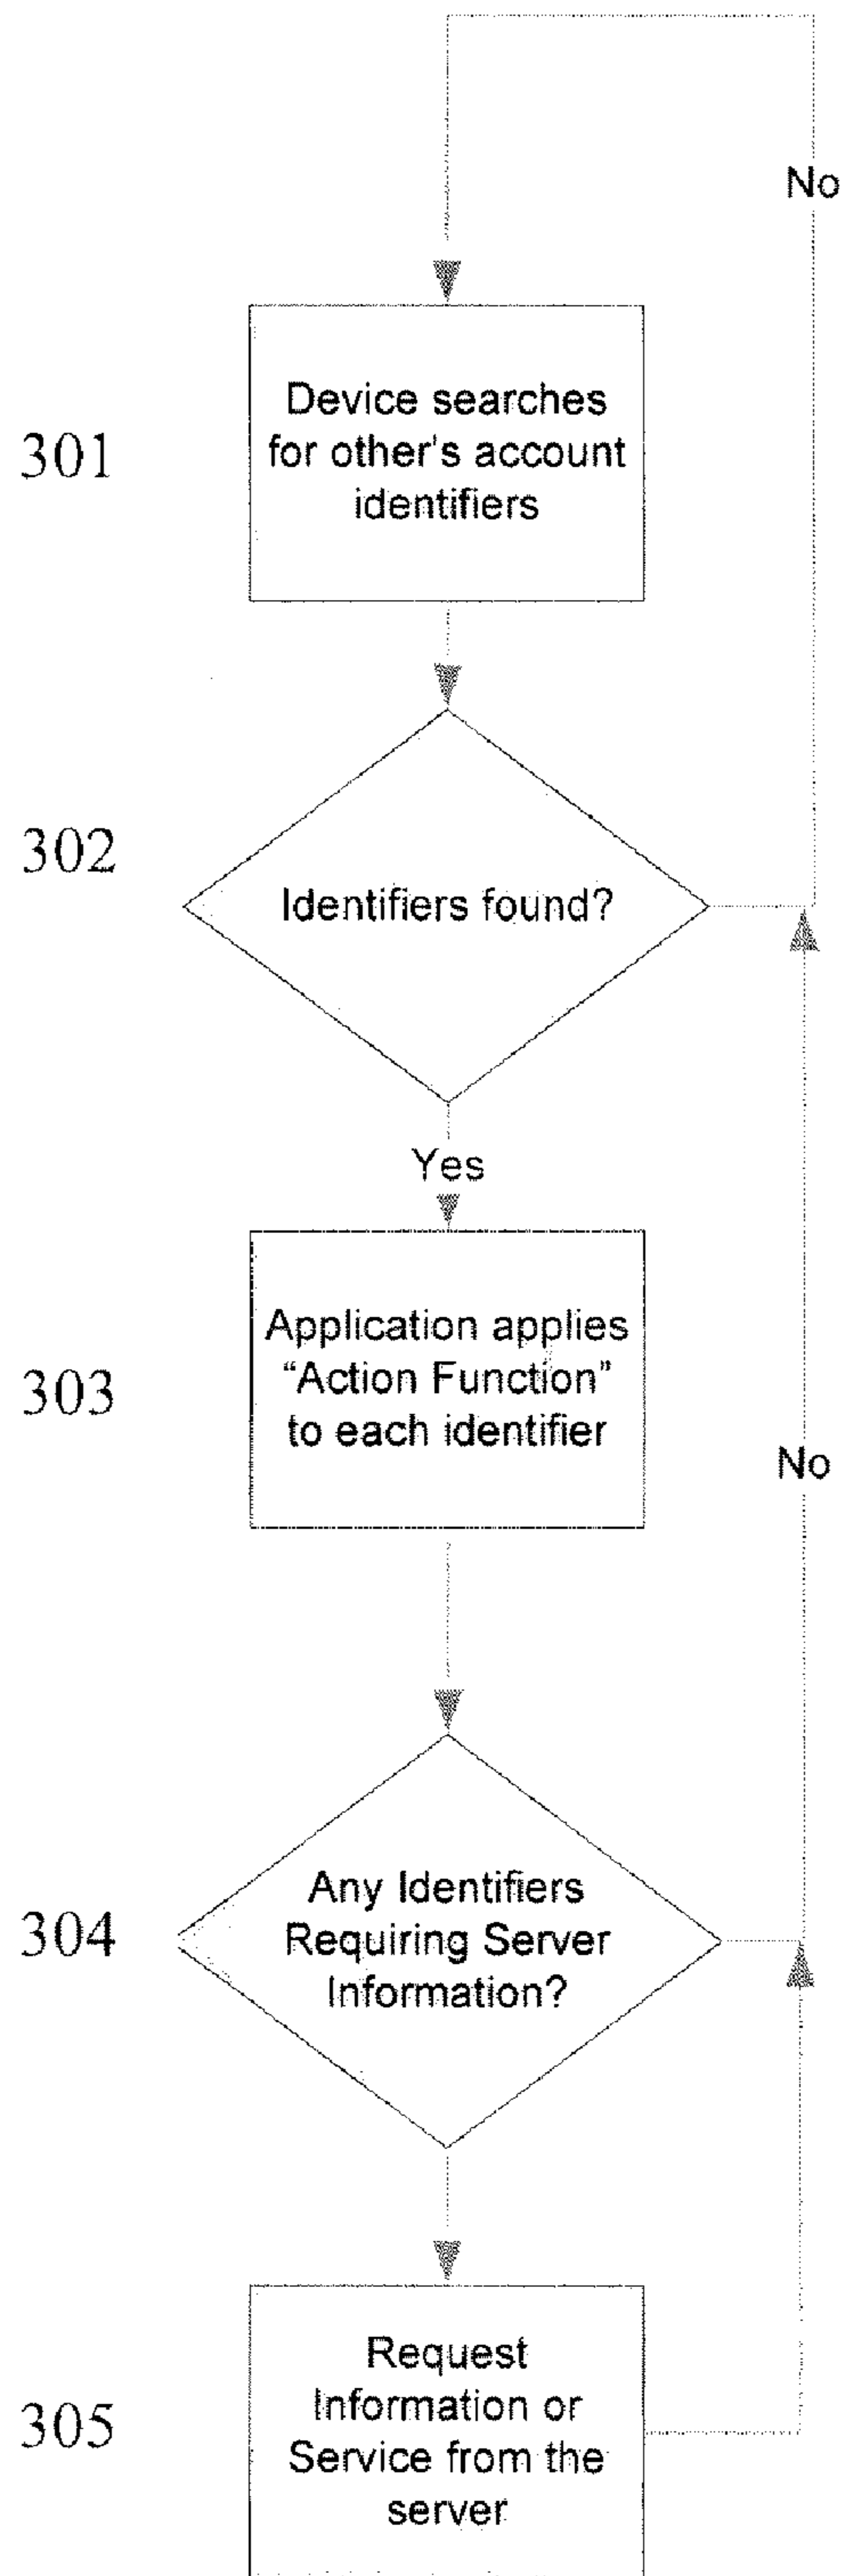 No
301
Device searches
for other's account
identifiers
302
Identifiers found?
Yes
303
Application applies
“Action Function”
to each identifier
No
304
Any Identifiers
Requiring Server
Information?
305
Request
Information or
Service from the
server